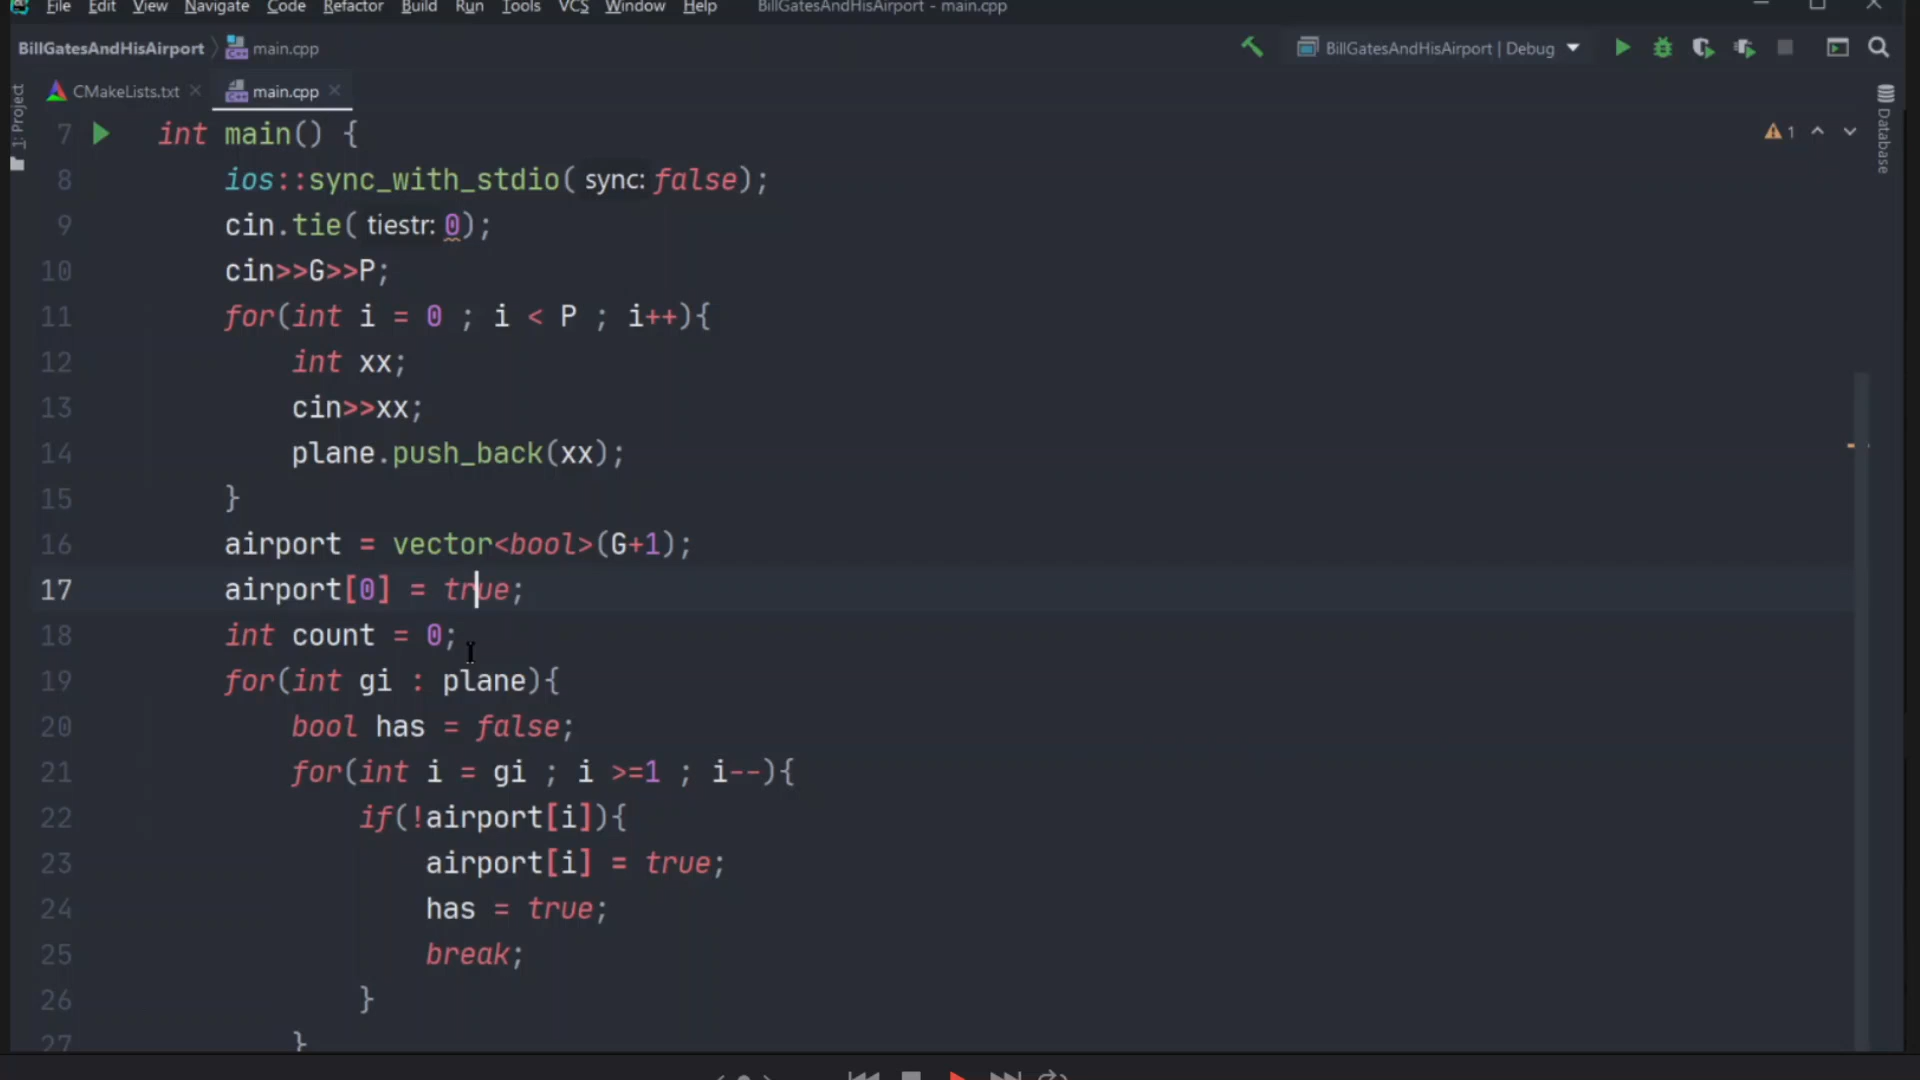 File Edit View Navigate Code Refactor Build Run Tools VCS Window Help BillGatesAndHisAirport - main.cpp
BillGatesAndHisAirport main.cpp BillGatesAndHisAirport | Debug
CMakeLists.txt main.cpp
1: Project
Database
1
7 int main() {
8 ios::sync_with_stdio( sync: false);
9 cin.tie( tiestr: 0);
10 cin>>G>>P;
11 for(int i = 0 ; i < P ; i++){
12 int xx;
13 cin>>xx;
14 plane.push_back(xx);
15 }
16 airport = vector<bool>(G+1);
17 airport[0] = true;
18 int count = 0;
19 for(int gi : plane){
20 bool has = false;
21 for(int i = gi ; i >=1 ; i--){
22 if(!airport[i]){
23 airport[i] = true;
24 has = true;
25 break;
26 }
27 }